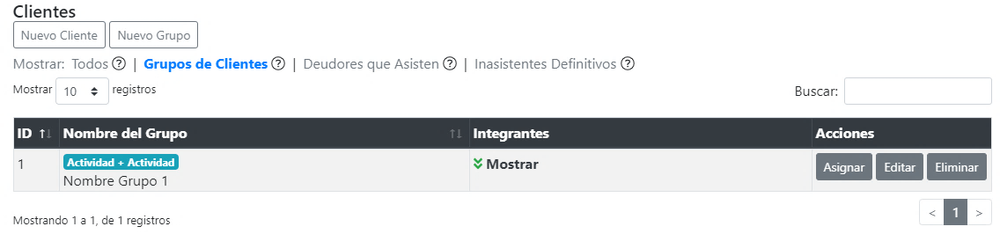 Clientes
Nuevo Cliente Nuevo Grupo
Mostrar: Todos ? | Grupos de Clientes ? | Deudores que Asisten ? | Inasistentes Definitivos ?
Mostrar 10 registros Buscar:
ID Nombre del Grupo Integrantes Acciones
1 Actividad + Actividad Mostrar Asignar Editar Eliminar
Nombre Grupo 1
Mostrando 1 a 1, de 1 registros < 1 >